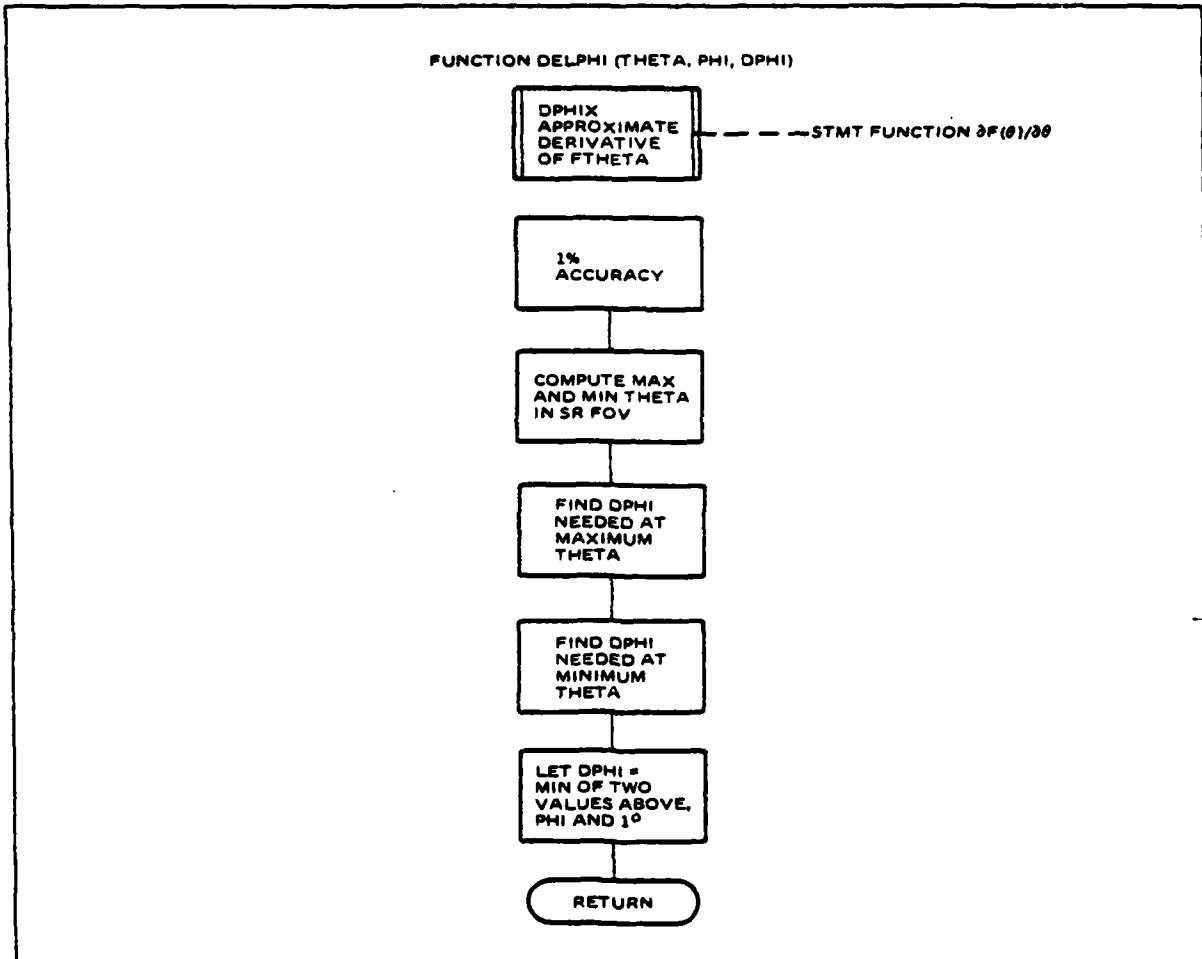 FUNCTION DELPHI (THETA, PHI, DPHI)
DPHIX
APPROXIMATE
DERIVATIVE
OF FTHETA
STMT FUNCTION ∂F(θ)/∂θ
1%
ACCURACY
COMPUTE MAX
AND MIN THETA
IN SR FOV
FIND DPHI
NEEDED AT
MAXIMUM
THETA
FIND DPHI
NEEDED AT
MINIMUM
THETA
LET DPHI =
MIN OF TWO
VALUES ABOVE,
PHI AND 1°
RETURN